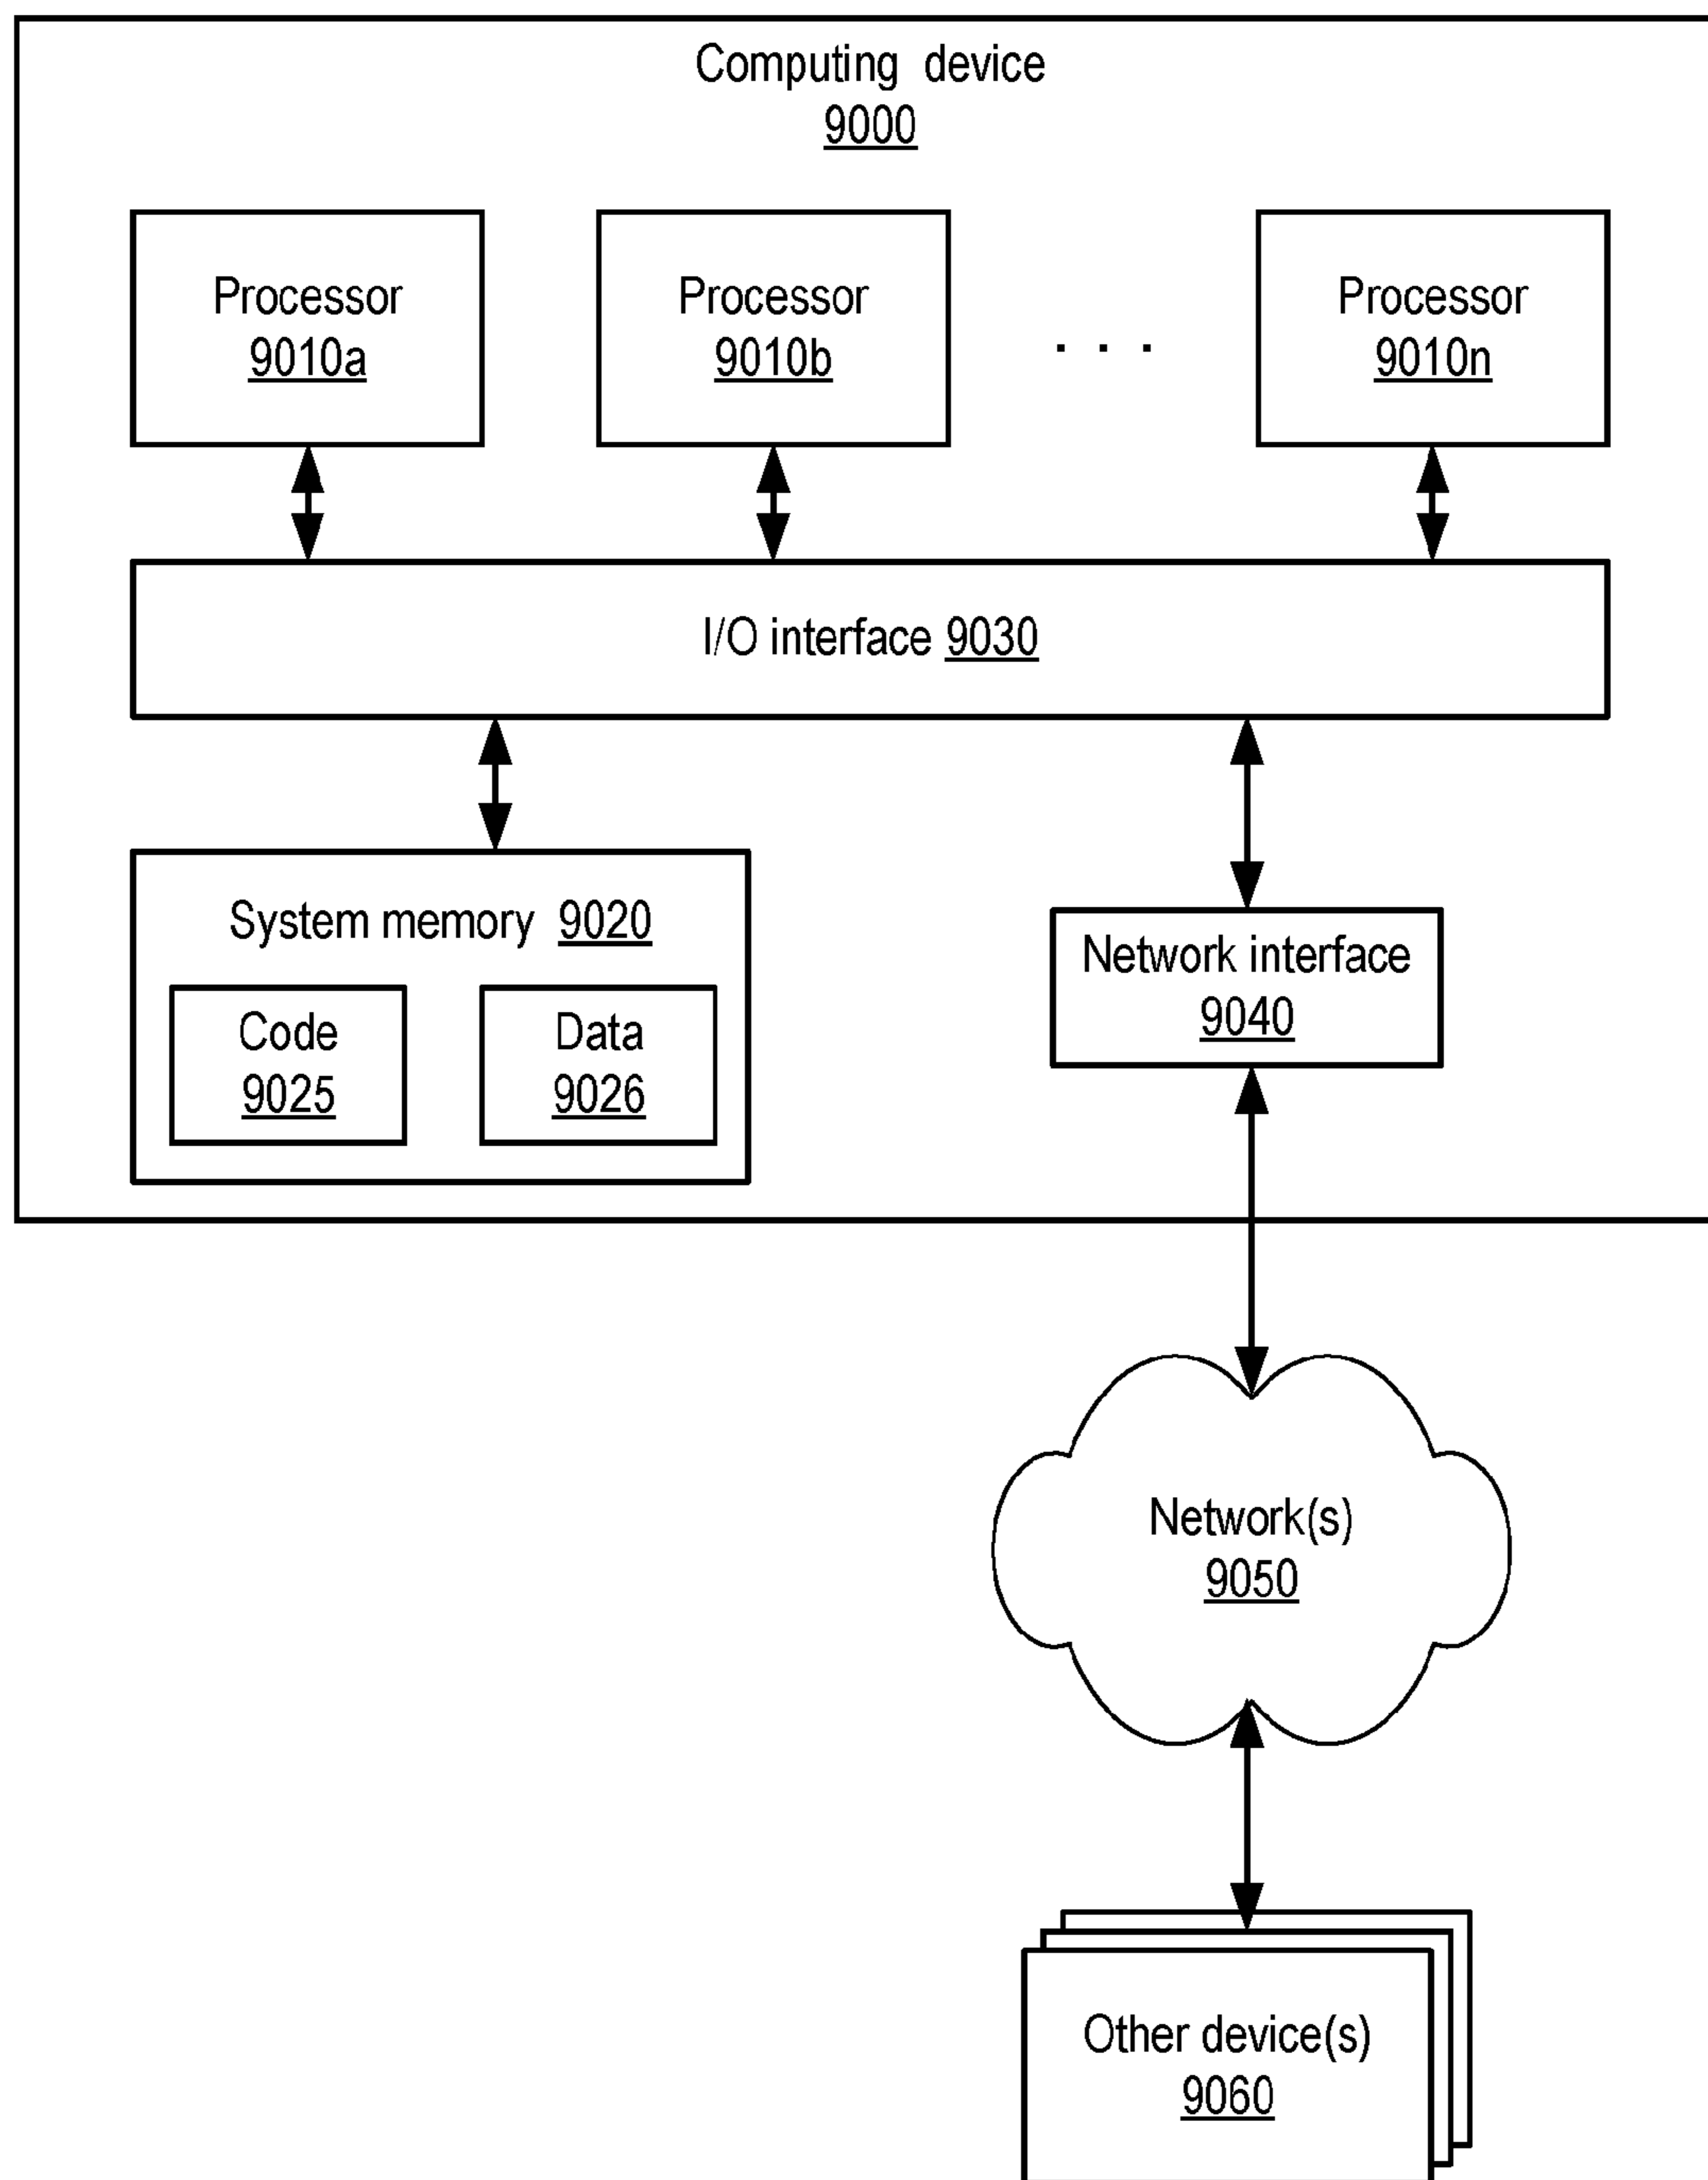 Computing device
9000
Processor
9010a
Processor
9010b
. . .
Processor
9010n
I/O interface 9030
System memory 9020
Code
9025
Data
9026
Network interface
9040
Network(s)
9050
Other device(s)
9060